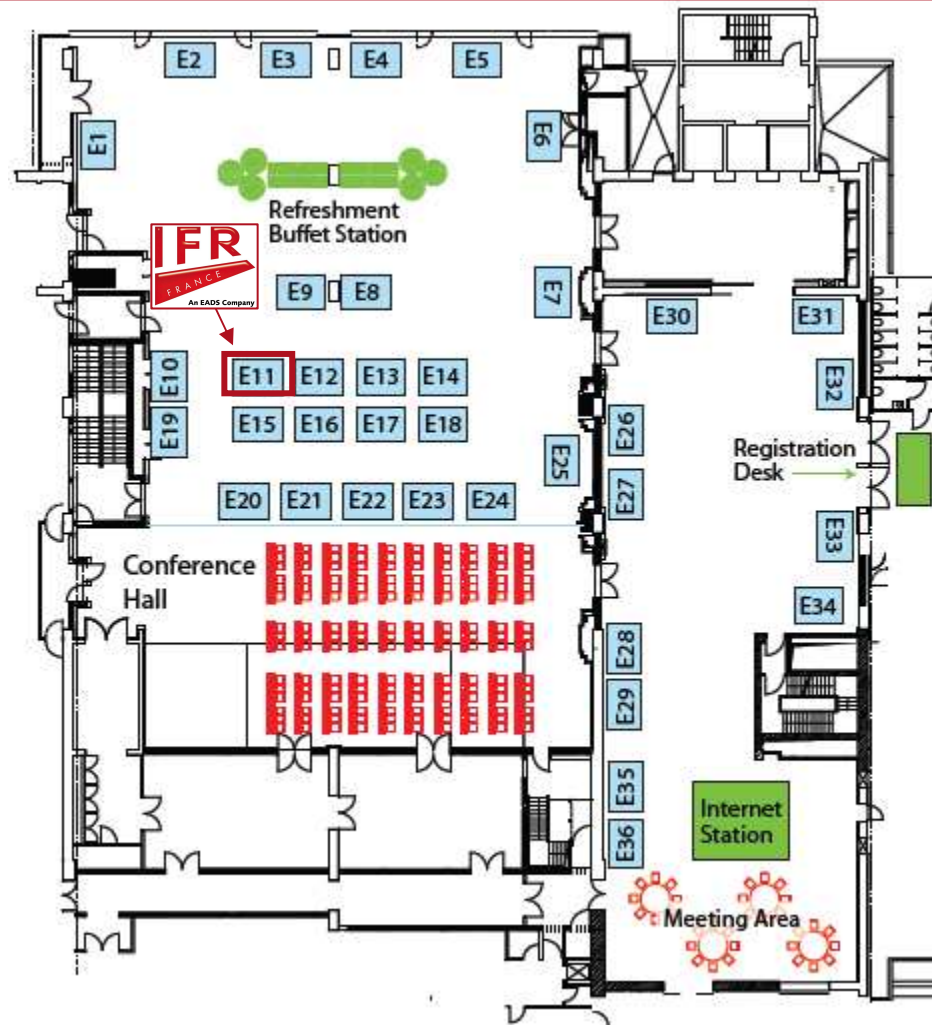 E2 E3 E4 E5
E1
E6
Refreshment
Buffet Station
IFR
FRANCE
An EADS Company
E9 E8
E7
E30 E31
E10
E11 E12 E13 E14
E32
E19
E15 E16 E17 E18
E26
E25
Registration
Desk
E27
E20 E21 E22 E23 E24
E33
Conference
Hall
E34
E28
E29
E35
Internet
Station
E36
Meeting Area